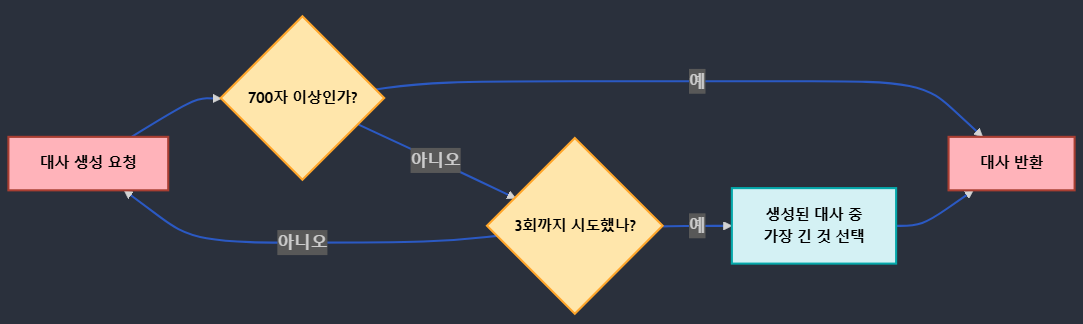 700자 이상인가?
예
대사 생성 요청
아니오
대사 반환
3회까지 시도했나?
예
생성된 대사 중
가장 긴 것 선택
아니오